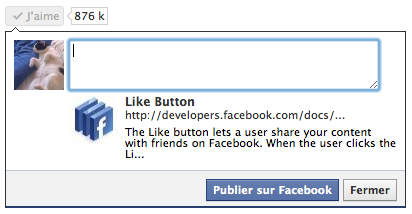 J'aime 876 k
Like Button
http://developers.facebook.com/docs/...
The Like button lets a user share your content
with friends on Facebook. When the user clicks the
Li...
Publier sur Facebook Fermer